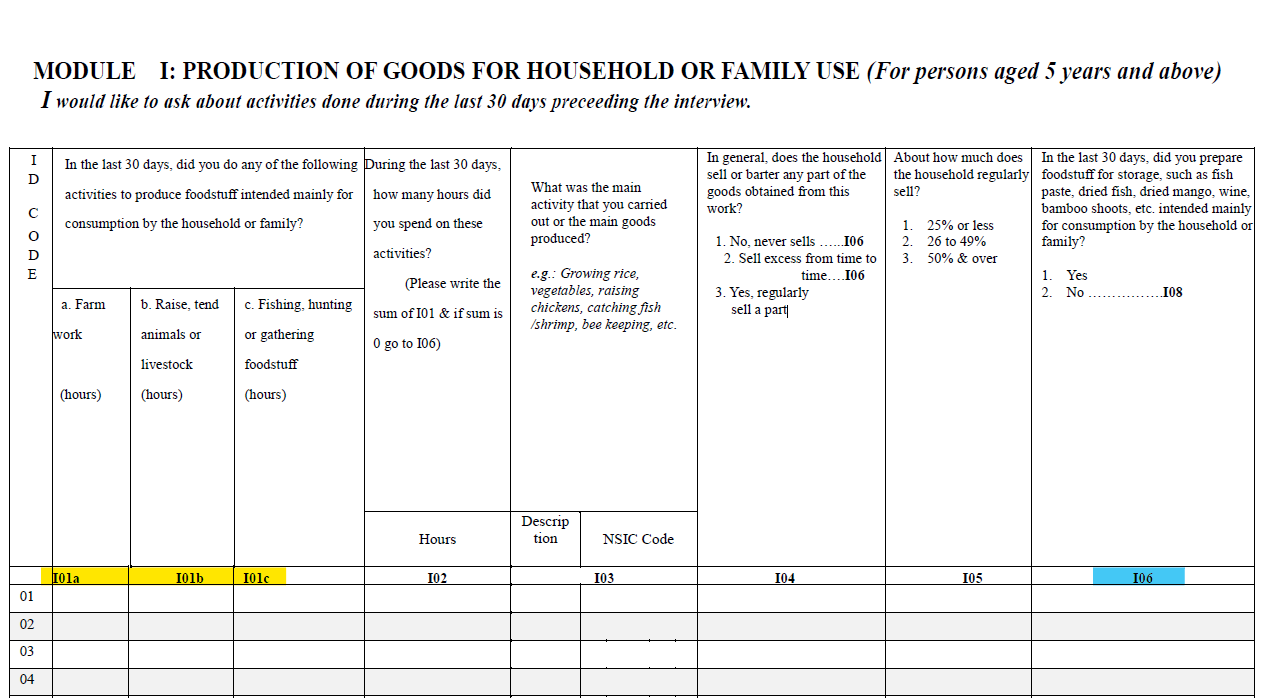 MODULE I: PRODUCTION OF GOODS FOR HOUSEHOLD OR FAMILY USE (For persons aged 5 years and above)
I would like to ask about activities done during the last 30 days preceeding the interview.
I
D
C
O
D
E
In the last 30 days, did you do any of the following
activities to produce foodstuff intended mainly for
consumption by the household or family?
a. Farm
work
(hours)
b. Raise, tend
animals or
livestock
(hours)
c. Fishing, hunting
or gathering
foodstuff
(hours)
During the last 30 days,
how many hours did
you spend on these
activities?
(Please write the
sum of I01 & if sum is
0 go to I06)
Hours
What was the main
activity that you carried
out or the main goods
produced?
e.g.: Growing rice,
vegetables, raising
chickens, catching fish
/shrimp, bee keeping, etc.
Descrip
tion
NSIC Code
In general, does the household
sell or barter any part of the
goods obtained from this
work?
1. No, never sells ......I06
2. Sell excess from time to
time....I06
3. Yes, regularly
sell a part
About how much does
the household regularly
sell?
1. 25% or less
2. 26 to 49%
3. 50% & over
In the last 30 days, did you prepare
foodstuff for storage, such as fish
paste, dried fish, dried mango, wine,
bamboo shoots, etc. intended mainly
for consumption by the household or
family?
1. Yes
2. No ................I08
I01a I01b I01c I02 I03 I04 I05 I06
01
02
03
04